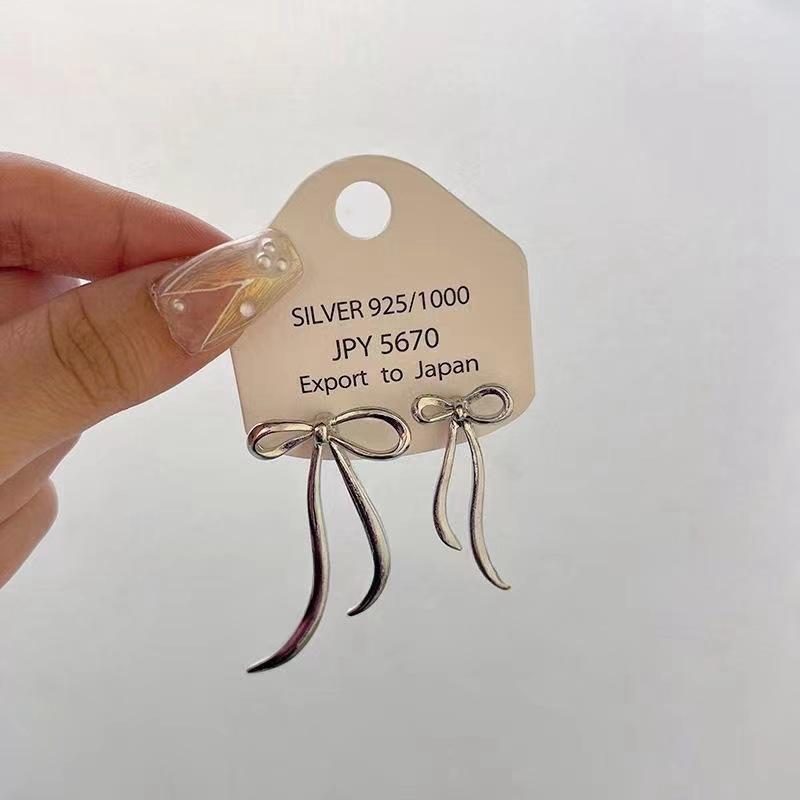 SILVER 925/1000
JPY 5670
Export to Japan